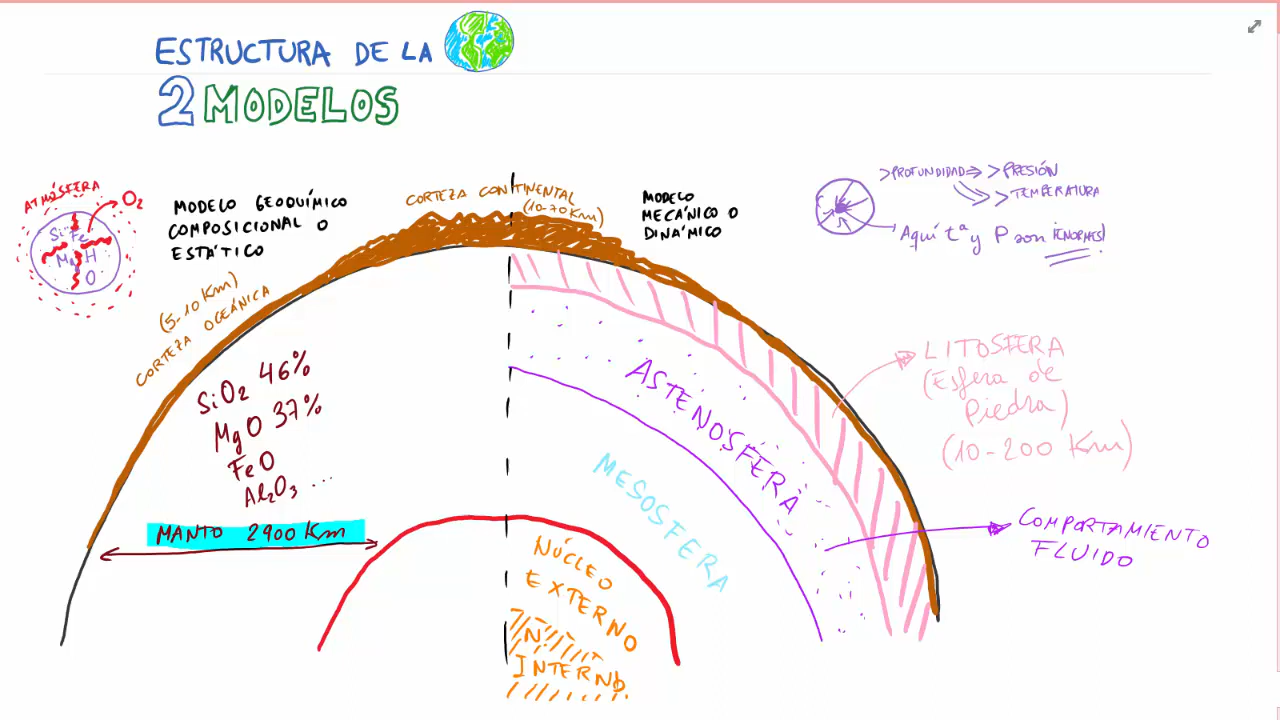 ESTRUCTURA DE LA
2 MODELOS
ATMÓSFERA
O2
Si Fe
Mg H
O
MODELO GEOQUÍMICO
COMPOSICIONAL O
ESTÁTICO
CORTEZA CONTINENTAL
(10-70 Km)
MODELO
MECÁNICO O
DINÁMICO
> PROFUNDIDAD > PRESIÓN
> TEMPERATURA
Aquí tª y P son ¡ENORMES!
(5-10 Km)
CORTEZA OCEÁNICA
SiO2 46%
MgO 37%
FeO
Al2O3 ...
MANTO 2900 Km
LITOSFERA
(Esfera de
Piedra)
(10-200 Km)
ASTENOSFERA
MESOSFERA
COMPORTAMIENTO
FLUIDO
NÚCLEO
EXTERNO
N.
INTERNO